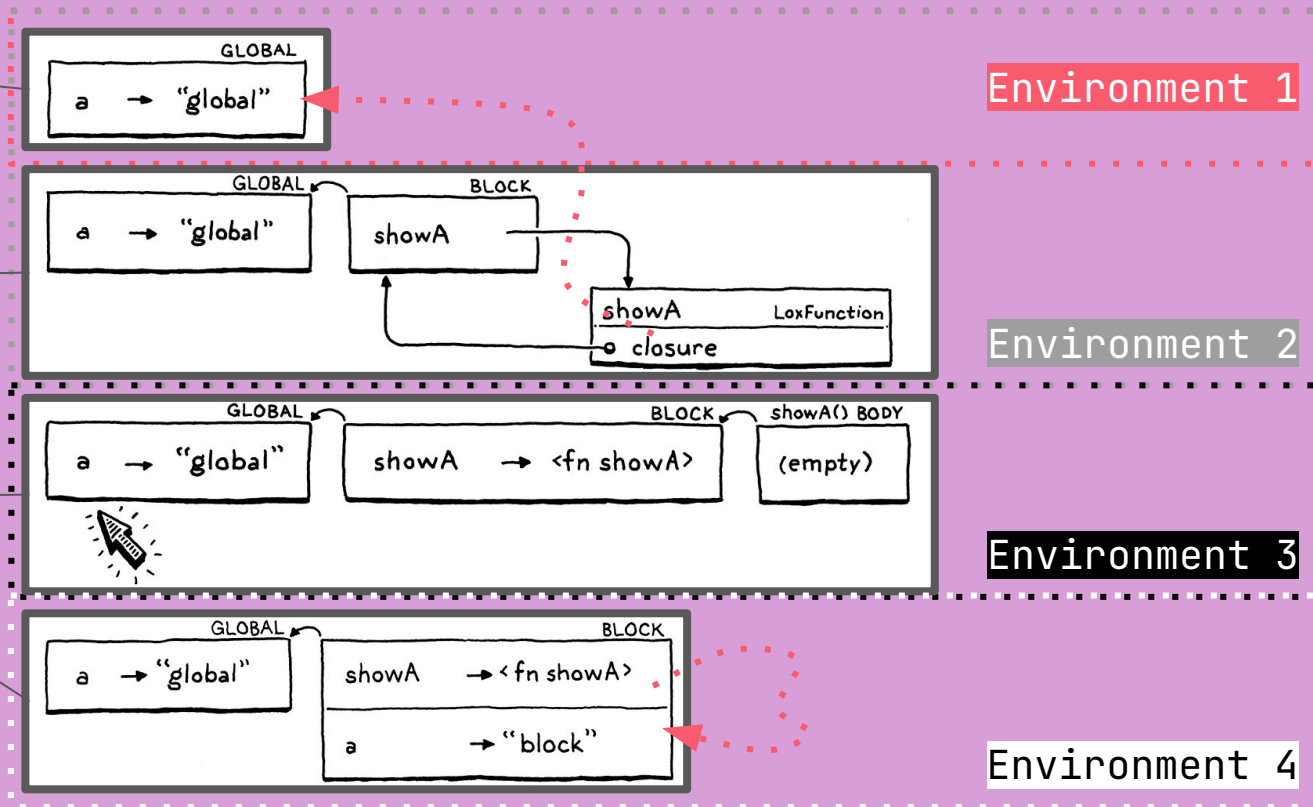 GLOBAL
a → “global”
Environment 1
GLOBAL BLOCK
a → “global” showA
showA LoxFunction
closure
Environment 2
GLOBAL BLOCK showA() BODY
a → “global” showA → <fn showA> (empty)
Environment 3
GLOBAL BLOCK
a → “global” showA → <fn showA>
a → “block”
Environment 4